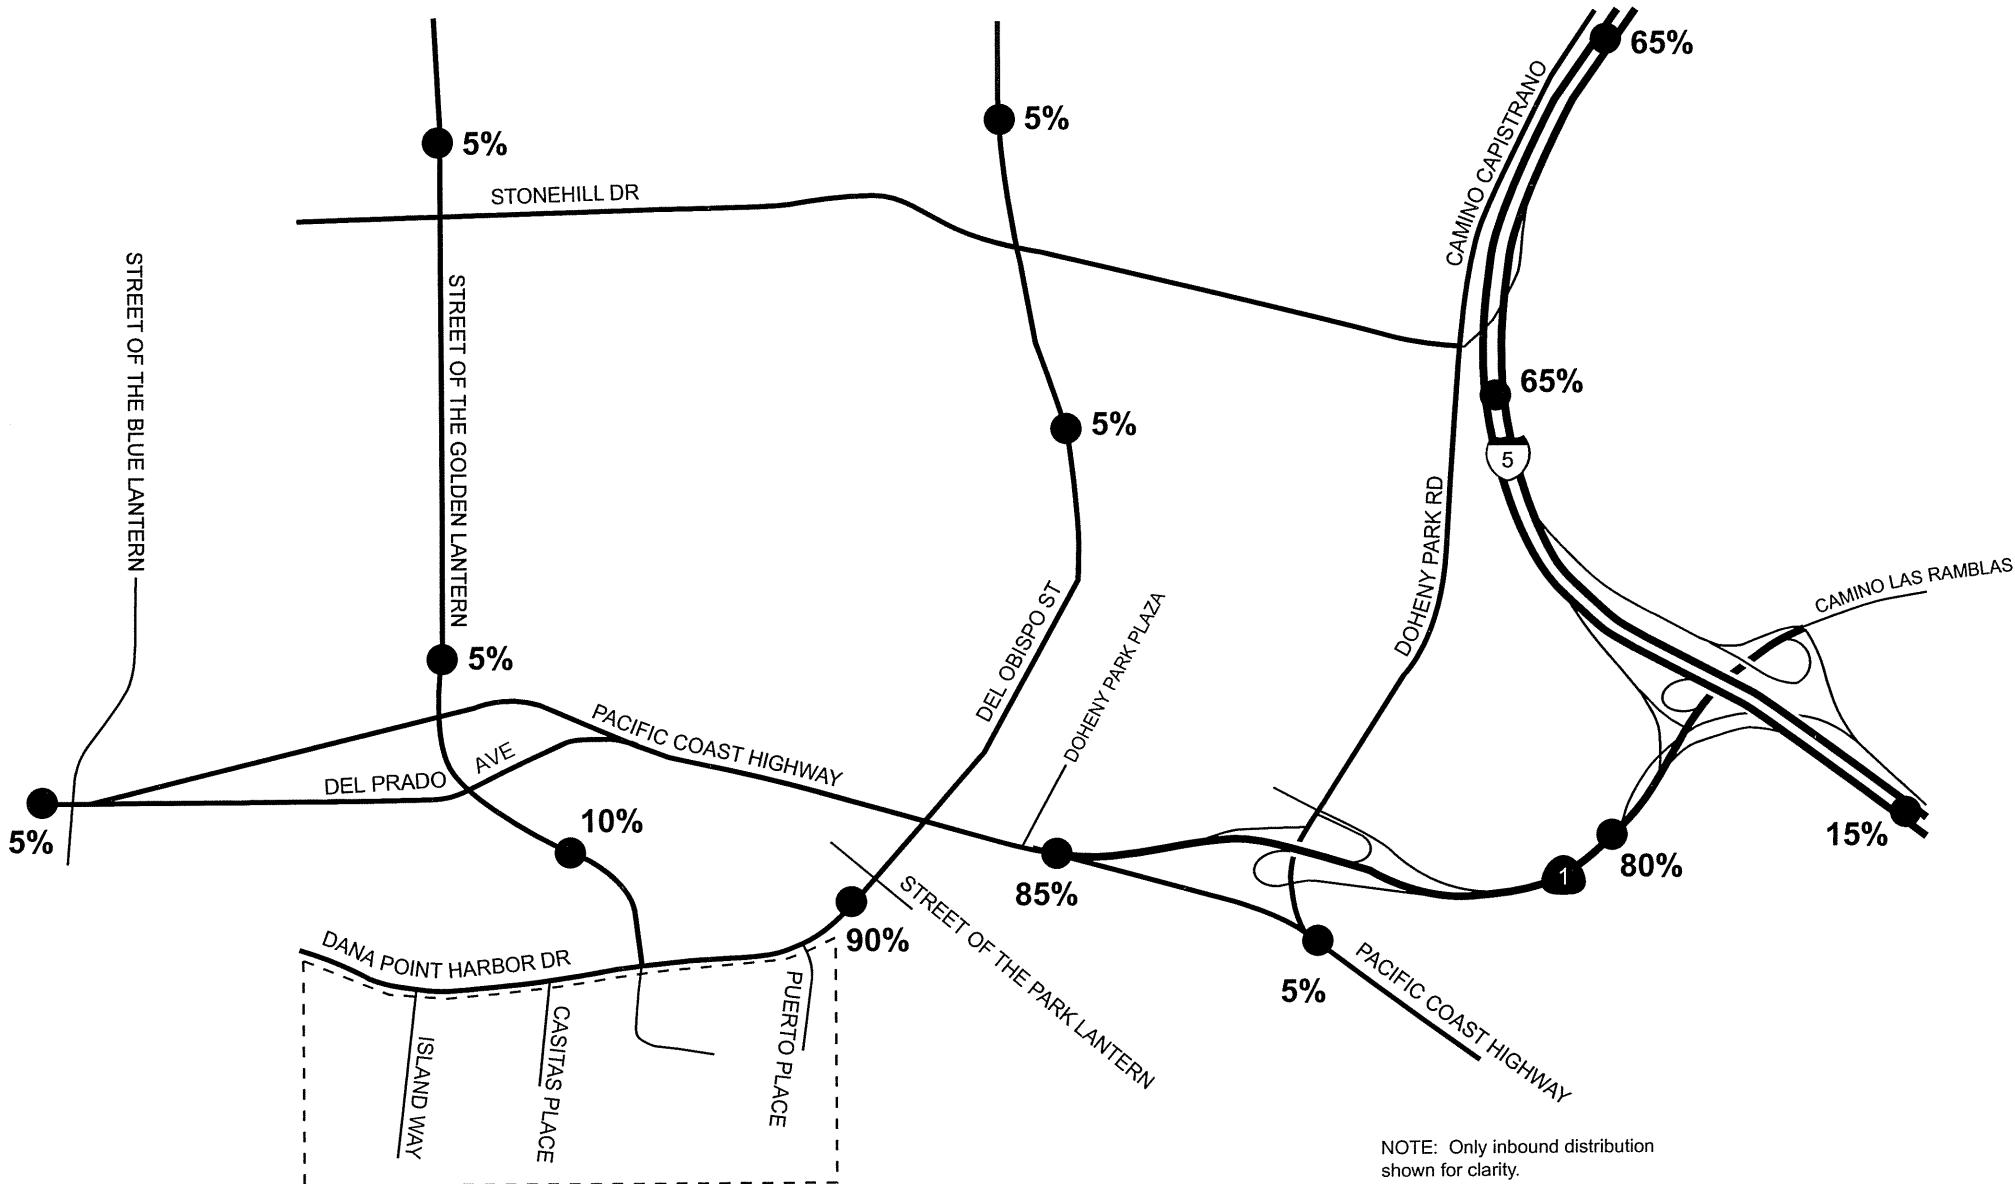 65%
5%
5%
CAMINO CAPISTRANO
STONEHILL DR
STREET OF THE BLUE LANTERN
STREET OF THE GOLDEN LANTERN
65%
5%
5
DOHENY PARK RD
CAMINO LAS RAMBLAS
DEL OBISPO ST
DOHENY PARK PLAZA
5%
PACIFIC COAST HIGHWAY
DEL PRADO AVE
5%
10%
15%
80%
1
85%
STREET OF THE PARK LANTERN
90%
DANA POINT HARBOR DR
5%
PACIFIC COAST HIGHWAY
PUERTO PLACE
CASITAS PLACE
ISLAND WAY
NOTE: Only inbound distribution
shown for clarity.